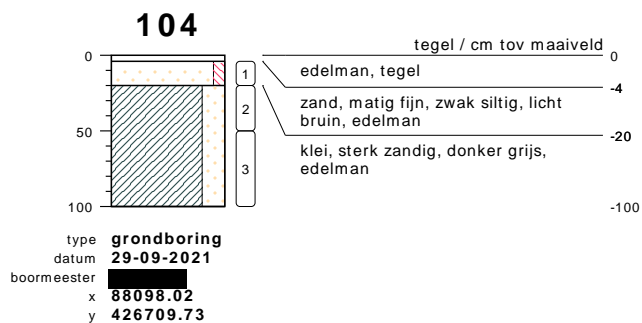 104
tegel / cm tov maaiveld
0
0
edelman, tegel
1
-4
zand, matig fijn, zwak siltig, licht
bruin, edelman
2
50
-20
klei, sterk zandig, donker grijs,
edelman
3
100
-100
type grondboring
datum 29-09-2021
boormeester
x 88098.02
y 426709.73